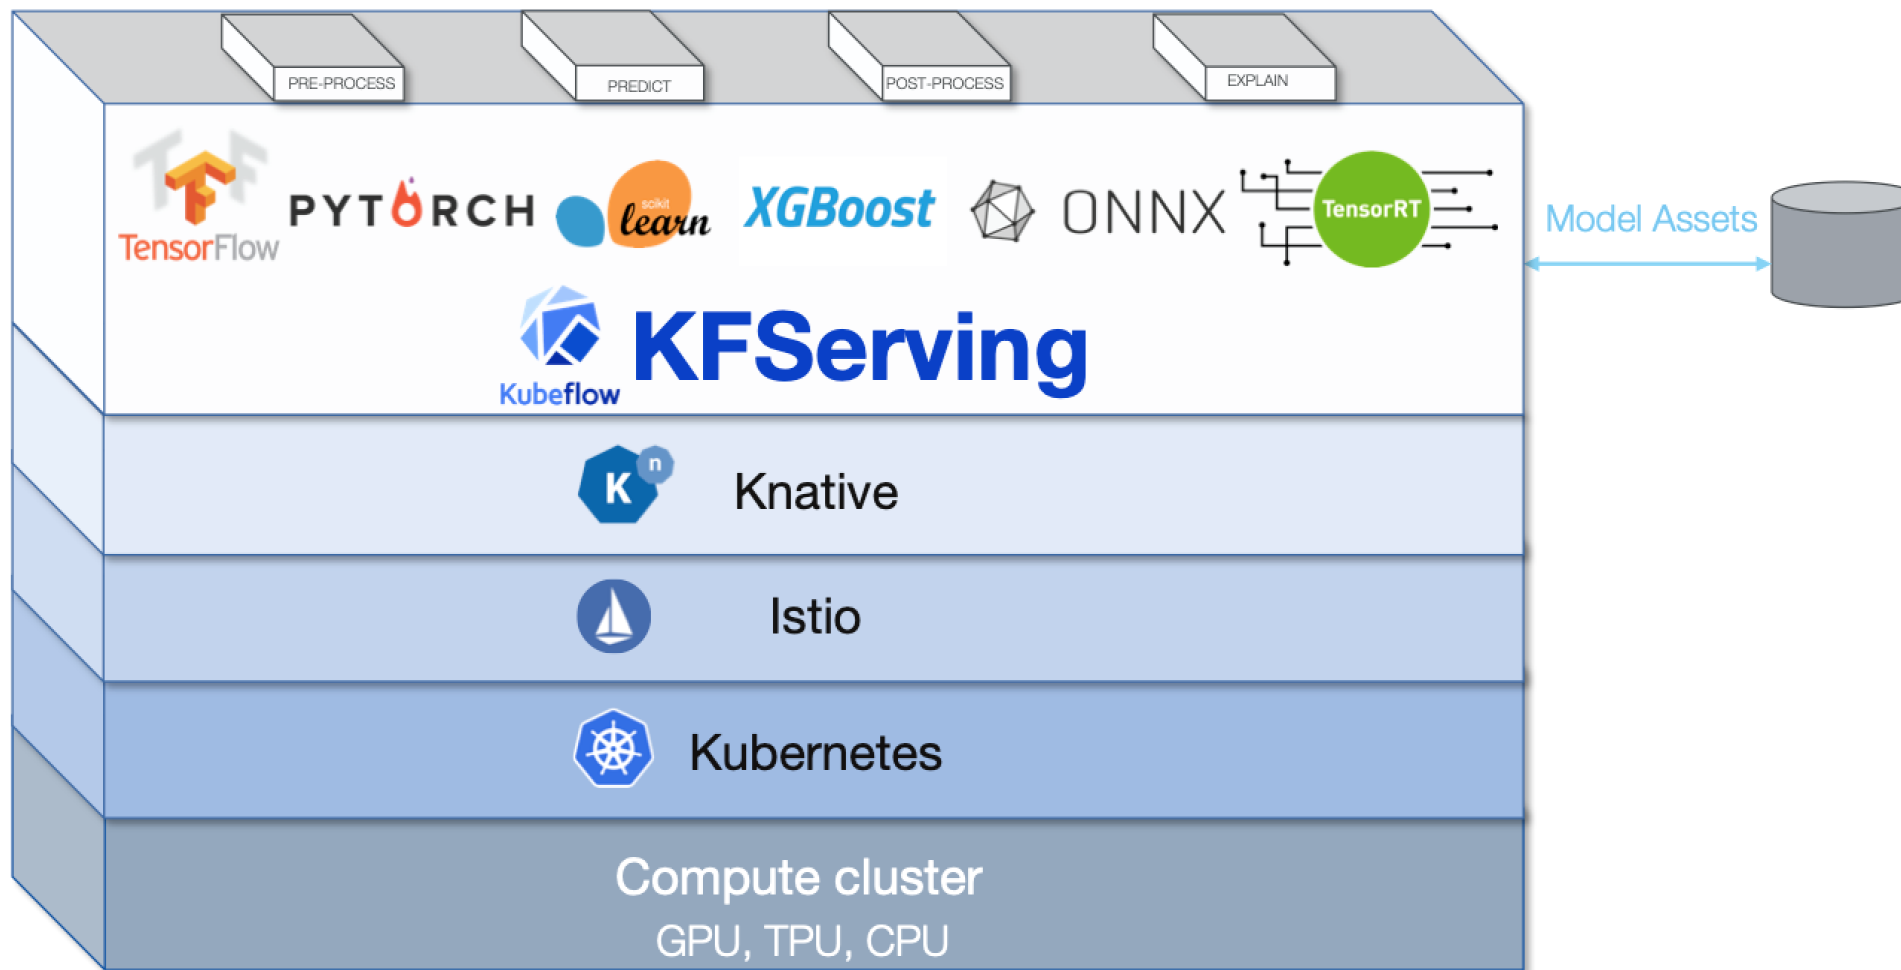 PRE-PROCESS
PREDICT
POST-PROCESS
EXPLAIN
TF
TensorFlow
PYTORCH
scikit
learn
XGBoost
ONNX
TensorRT
Model Assets
Kubeflow
KFServing
K n
Knative
Istio
Kubernetes
Compute cluster
GPU, TPU, CPU